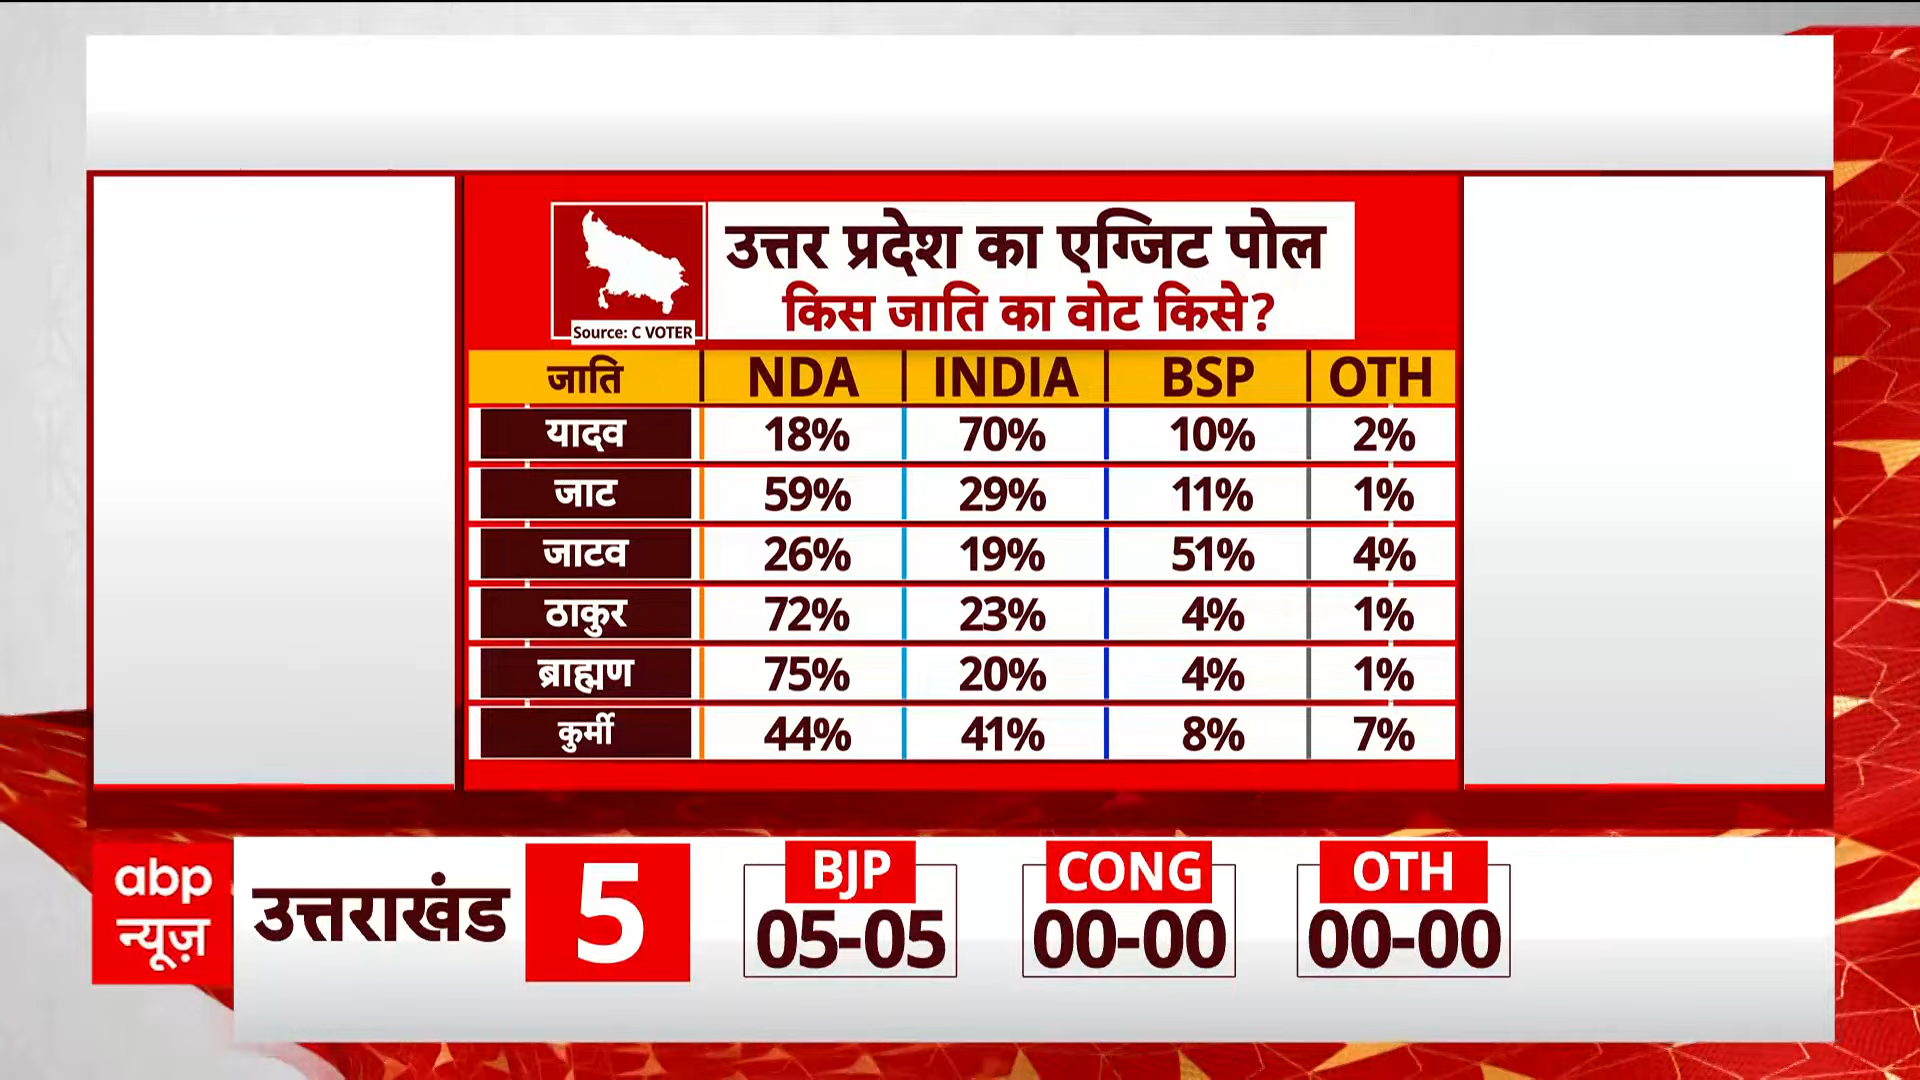 उत्तर प्रदेश का एग्जिट पोल
किस जाति का वोट किसे?
Source: C VOTER
जाति NDA INDIA BSP OTH
यादव 18% 70% 10% 2%
जाट 59% 29% 11% 1%
जाटव 26% 19% 51% 4%
ठाकुर 72% 23% 4% 1%
ब्राह्मण 75% 20% 4% 1%
कुर्मी 44% 41% 8% 7%
abp
न्यूज़
उत्तराखंड 5
BJP CONG OTH
05-05 00-00 00-00